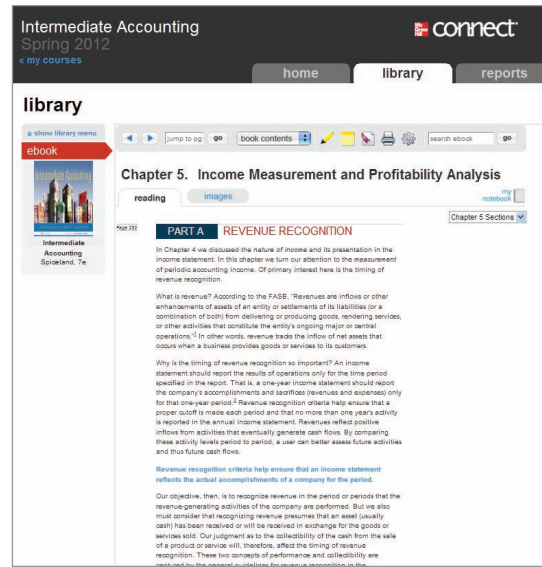 Intermediate Accounting
Spring 2012
« my courses
connect
home library reports
library
» show library menu
ebook
Intermediate Accounting
Intermediate
Accounting
Spiceland, 7e
jump to pg go book contents search ebook go
Chapter 5. Income Measurement and Profitability Analysis
reading images
my
notebook
Chapter 5 Sections
PART A REVENUE RECOGNITION
In Chapter 4 we discussed the nature of income and its presentation in the
income statement. In this chapter we turn our attention to the measurement
of periodic accounting income. Of primary interest here is the timing of
revenue recognition.
What is revenue? According to the FASB, "Revenues are inflows or other
enhancements of assets of an entity or settlements of its liabilities (or a
combination of both) from delivering or producing goods, rendering services,
or other activities that constitute the entity's ongoing major or central
operations."1 In other words, revenue tracks the inflow of net assets that
occurs when a business provides goods or services to its customers.
Why is the timing of revenue recognition so important? An income
statement should report the results of operations only for the time period
specified in the report. That is, a one-year income statement should report
the company's accomplishments and sacrifices (revenues and expenses) only
for that one-year period.2 Revenue recognition criteria help ensure that a
proper cutoff is made each period and that no more than one year's activity
is reported in the annual income statement. Revenues reflect positive
inflows from activities that eventually generate cash flows. By comparing
these activity levels period to period, a user can better assess future activities
and thus future cash flows.
Revenue recognition criteria help ensure that an income statement
reflects the actual accomplishments of a company for the period.
Our objective, then, is to recognize revenue in the period or periods that the
revenue-generating activities of the company are performed. But we also
must consider that recognizing revenue presumes that an asset (usually
cash) has been received or will be received in exchange for the goods or
services sold. Our judgment as to the collectibility of the cash from the sale
of a product or service will, therefore, affect the timing of revenue
recognition. These two concepts of performance and collectibility are
captured by the general guidelines for revenue recognition in the